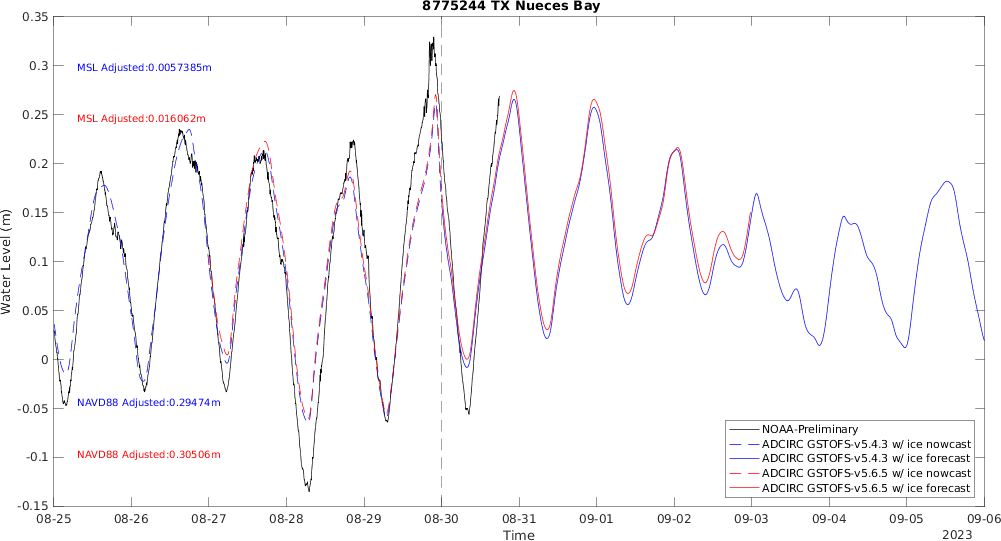 8775244 TX Nueces Bay
0.35
0.3
0.25
0.2
0.15
0.1
0.05
0
-0.05
-0.1
-0.15
Water Level (m)
MSL Adjusted:0.0057385m
MSL Adjusted:0.016062m
NAVD88 Adjusted:0.29474m
NAVD88 Adjusted:0.30506m
NOAA-Preliminary
ADCIRC GSTOFS-v5.4.3 w/ ice nowcast
ADCIRC GSTOFS-v5.4.3 w/ ice forecast
ADCIRC GSTOFS-v5.6.5 w/ ice nowcast
ADCIRC GSTOFS-v5.6.5 w/ ice forecast
08-25 08-26 08-27 08-28 08-29 08-30 08-31 09-01 09-02 09-03 09-04 09-05 09-06
Time
2023